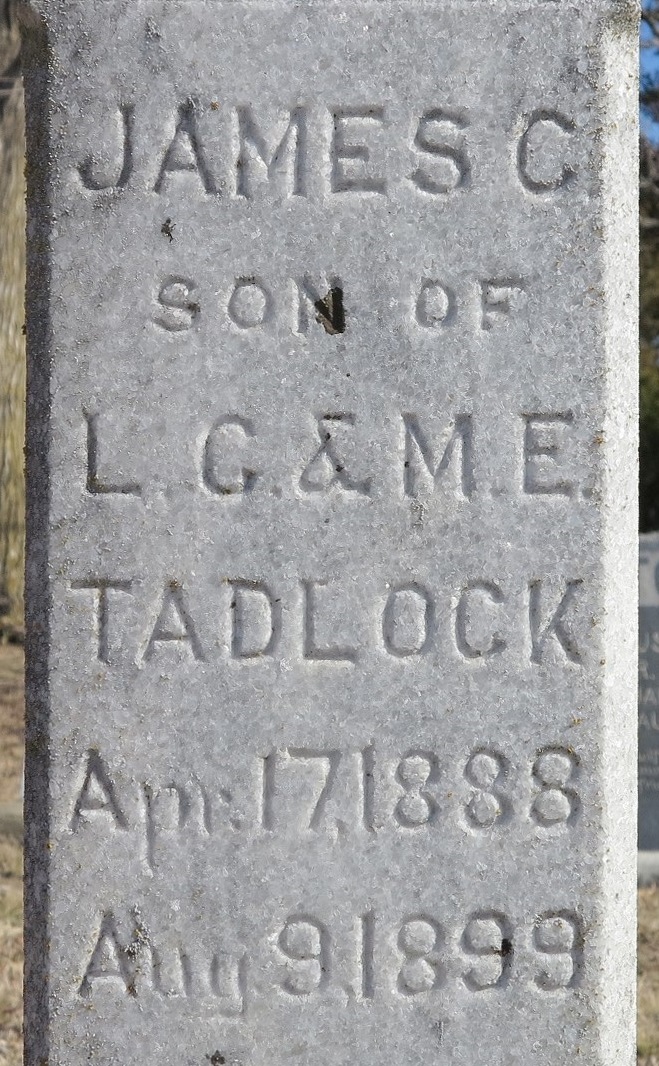 JAMES C.
SON OF
L. G. & M. E.
TADLOCK
Apr. 17, 1888
Aug. 9, 1899